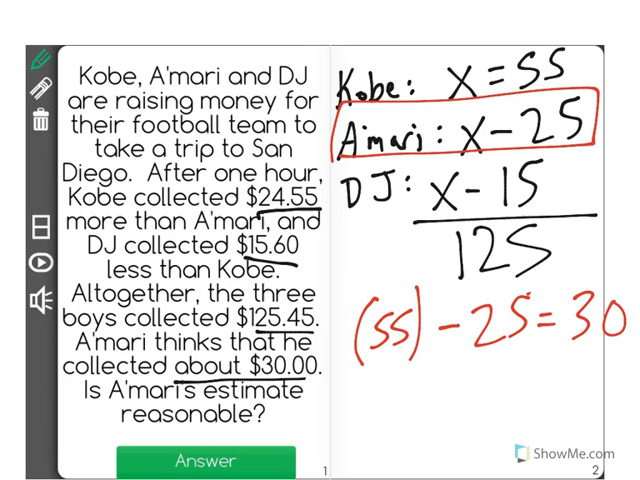 Kobe, A'mari and DJ
are raising money for
their football team to
take a trip to San
Diego. After one hour,
Kobe collected $24.55
more than A'mari, and
DJ collected $15.60
less than Kobe.
Altogether, the three
boys collected $125.45.
A'mari thinks that he
collected about $30.00.
Is A'mari's estimate
reasonable?
Answer
1
Kobe: x = 55
A'mari: x - 25
DJ: x - 15
125
(55) - 25 = 30
ShowMe.com
2